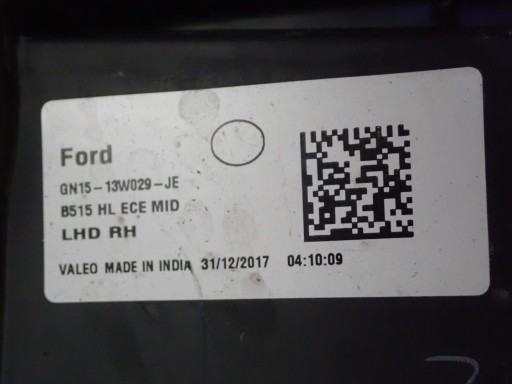 Ford
GN15-13W029-JE
B515 HL ECE MID
LHD RH
VALEO MADE IN INDIA 31/12/2017 04:10:09